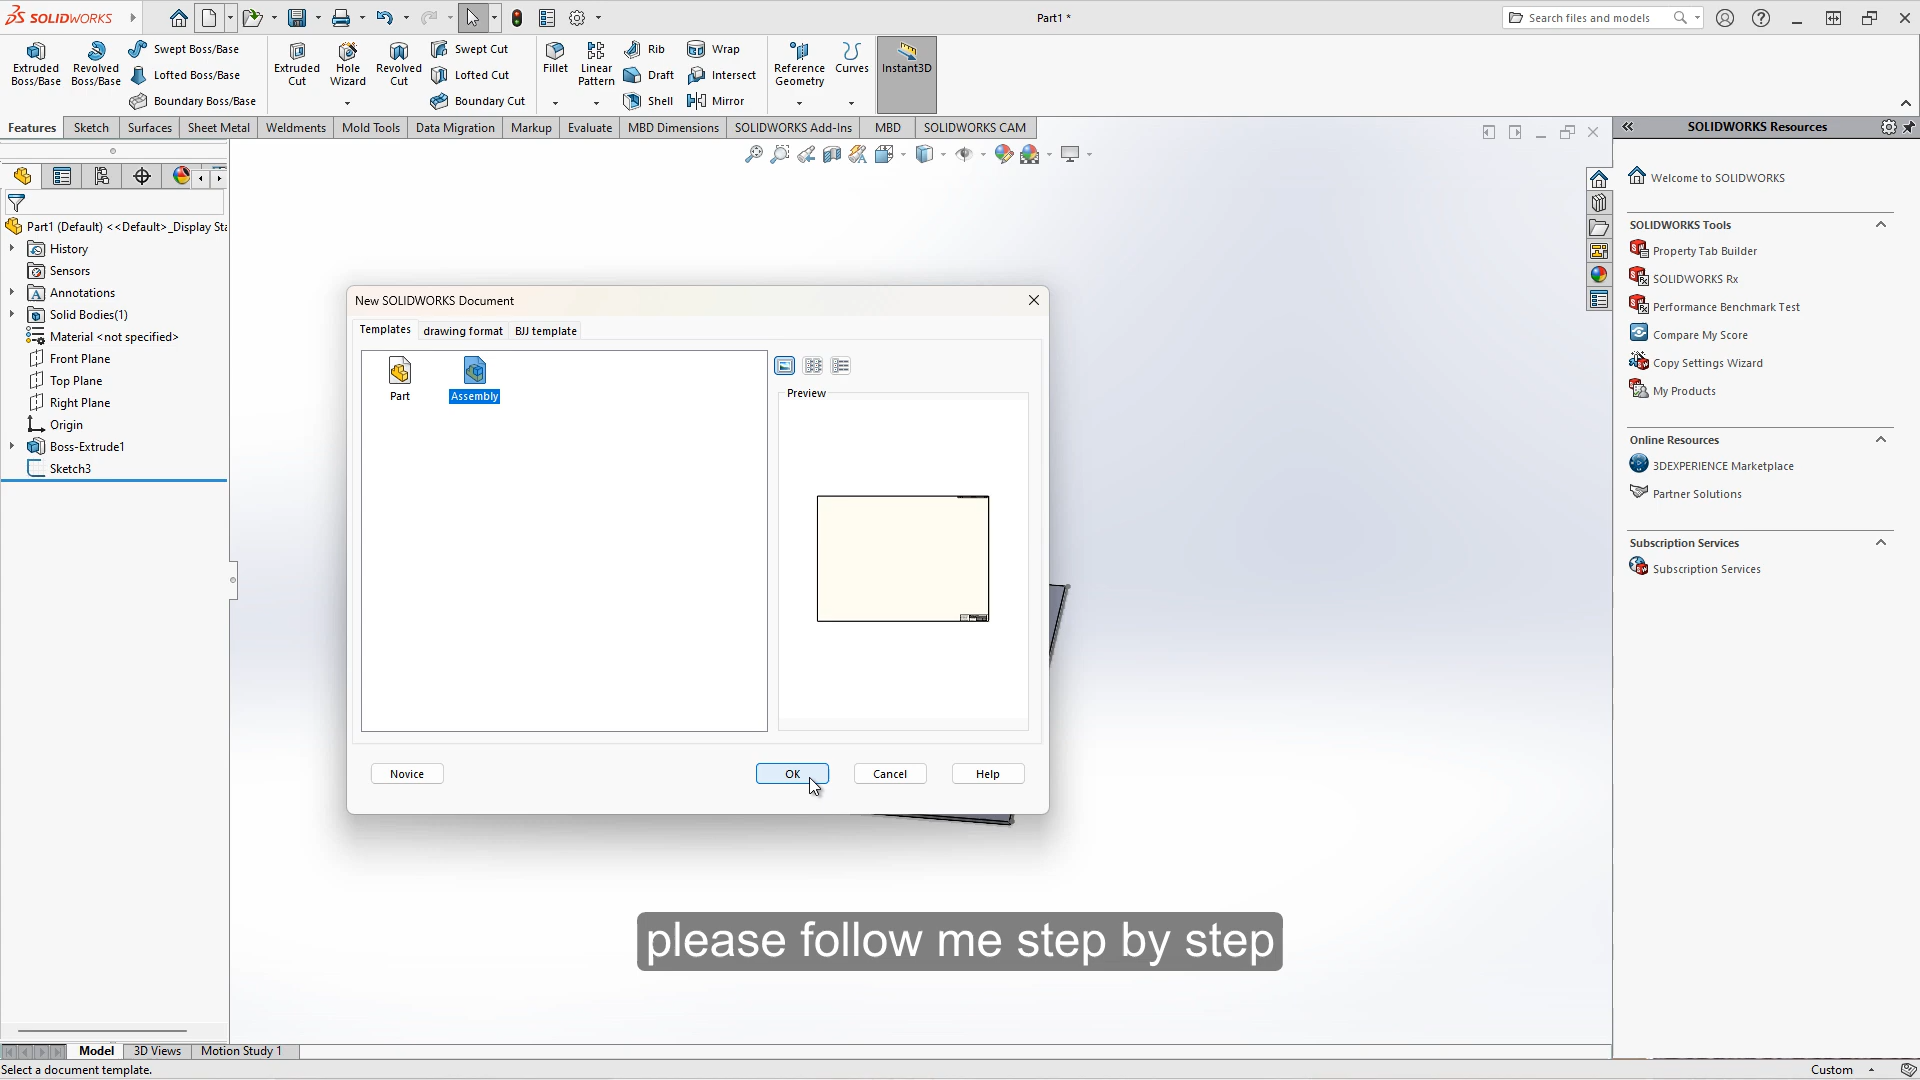 SOLIDWORKS
Part1 *
Search files and models
Extruded Boss/Base
Revolved Boss/Base
Swept Boss/Base
Lofted Boss/Base
Boundary Boss/Base
Extruded Cut
Hole Wizard
Revolved Cut
Swept Cut
Lofted Cut
Boundary Cut
Fillet
Linear Pattern
Rib
Draft
Shell
Wrap
Intersect
Mirror
Reference Geometry
Curves
Instant3D
Features
Sketch
Surfaces
Sheet Metal
Weldments
Mold Tools
Data Migration
Markup
Evaluate
MBD Dimensions
SOLIDWORKS Add-Ins
MBD
SOLIDWORKS CAM
Part1 (Default) <<Default>_Display Sta
History
Sensors
Annotations
Solid Bodies(1)
Material <not specified>
Front Plane
Top Plane
Right Plane
Origin
Boss-Extrude1
Sketch3
New SOLIDWORKS Document
Templates
drawing format
BJJ template
Part
Assembly
Preview
Novice
OK
Cancel
Help
SOLIDWORKS Resources
Welcome to SOLIDWORKS
SOLIDWORKS Tools
Property Tab Builder
SOLIDWORKS Rx
Performance Benchmark Test
Compare My Score
Copy Settings Wizard
My Products
Online Resources
3DEXPERIENCE Marketplace
Partner Solutions
Subscription Services
Subscription Services
please follow me step by step
Model
3D Views
Motion Study 1
Select a document template.
Custom